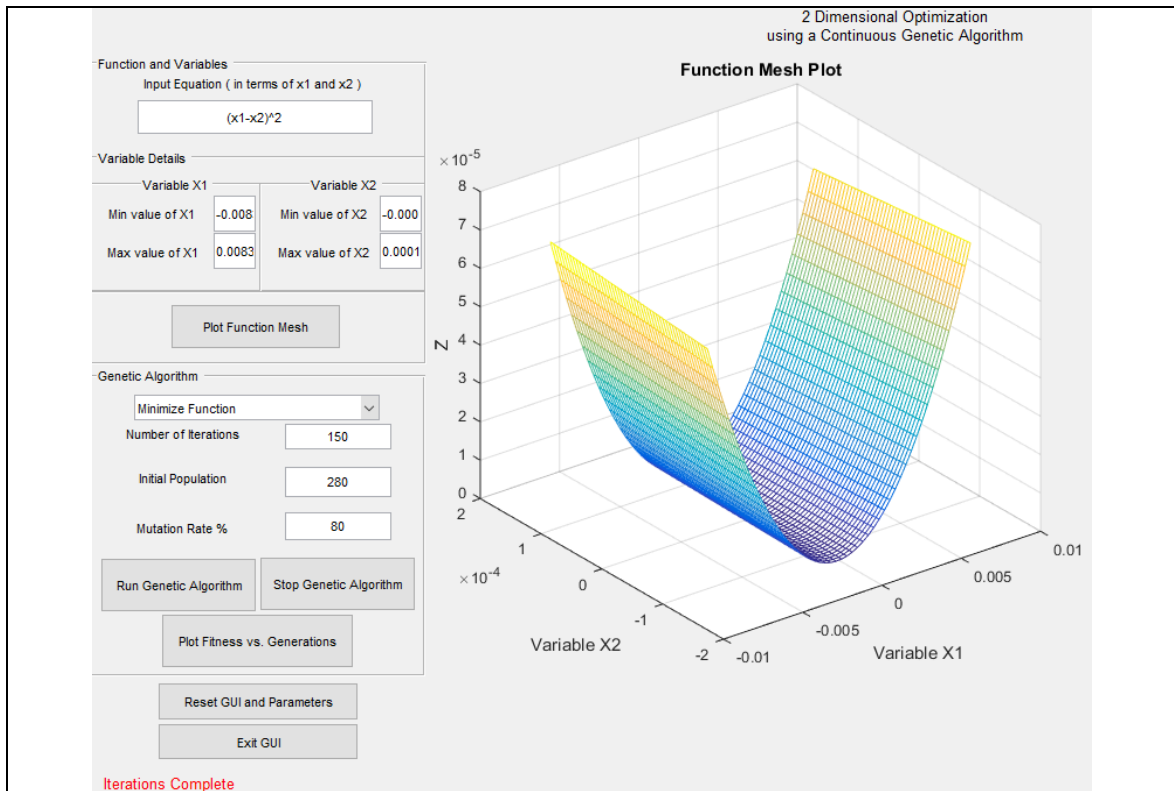 2 Dimensional Optimization
using a Continuous Genetic Algorithm
Function and Variables
Input Equation ( in terms of x1 and x2 )
(x1-x2)^2
Variable Details
Variable X1
Variable X2
Min value of X1
-0.008
Min value of X2
-0.000
Max value of X1
0.0083
Max value of X2
0.0001
Plot Function Mesh
Genetic Algorithm
Minimize Function
Number of Iterations
150
Initial Population
280
Mutation Rate %
80
Run Genetic Algorithm
Stop Genetic Algorithm
Plot Fitness vs. Generations
Reset GUI and Parameters
Exit GUI
Iterations Complete
Function Mesh Plot
×10^-5
8
7
6
5
4
3
2
1
0
Z
2
1
0
-1
-2
×10^-4
Variable X2
-0.01
-0.005
0
0.005
0.01
Variable X1